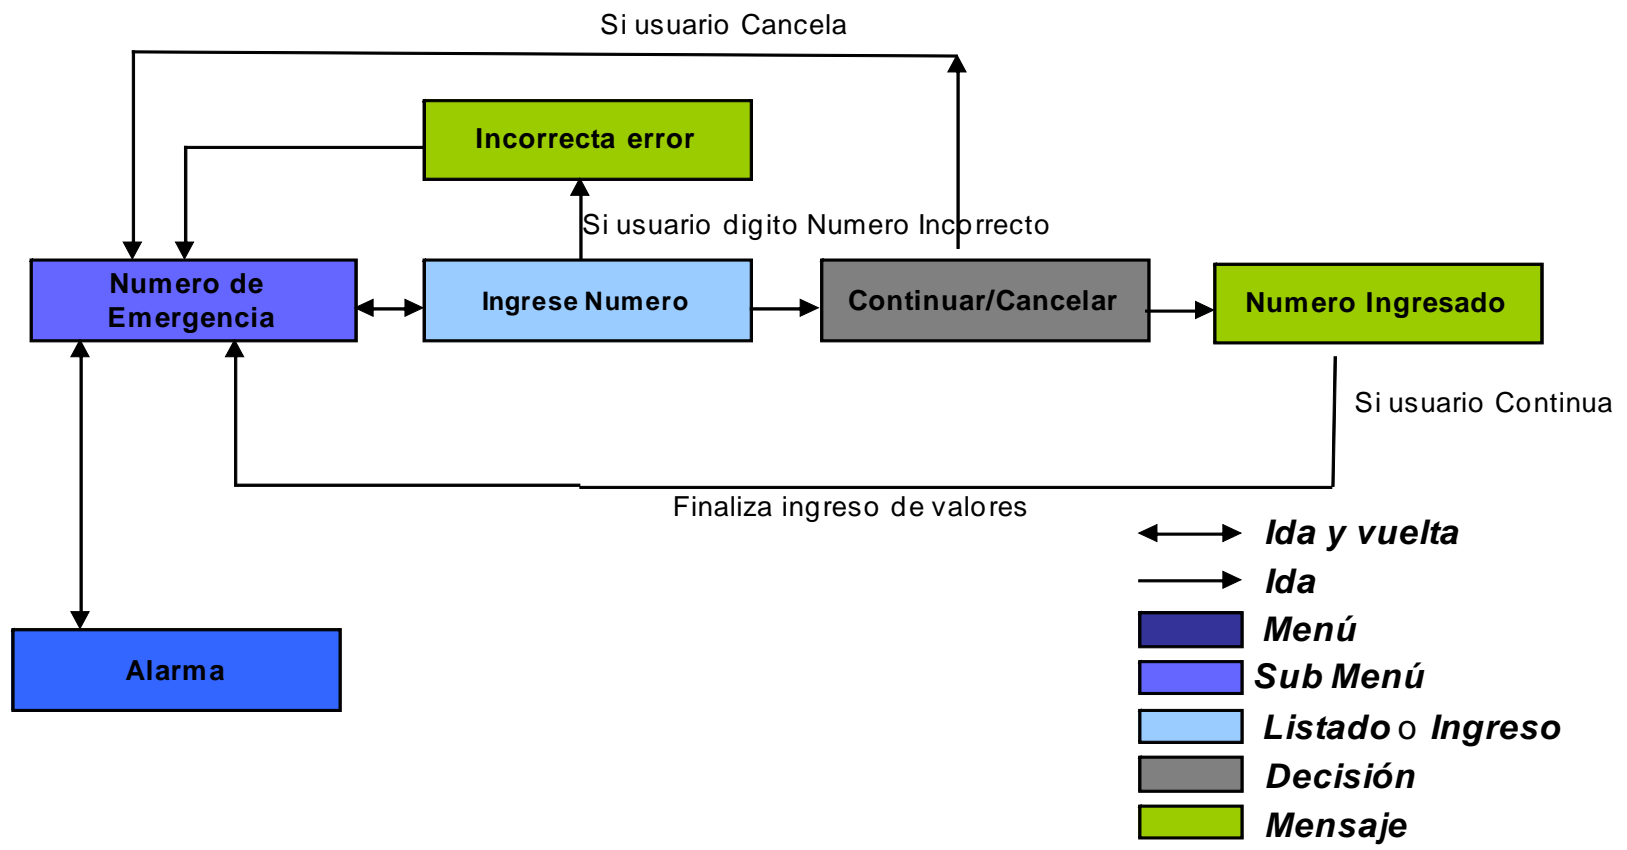 Si usuario Cancela
Incorrecta error
Si usuario digito Numero Incorrecto
Numero de
Emergencia
Ingrese Numero
Continuar/Cancelar
Numero Ingresado
Si usuario Continua
Finaliza ingreso de valores
Ida y vuelta
Ida
Menú
Alarma
Sub Menú
Listado o Ingreso
Decisión
Mensaje